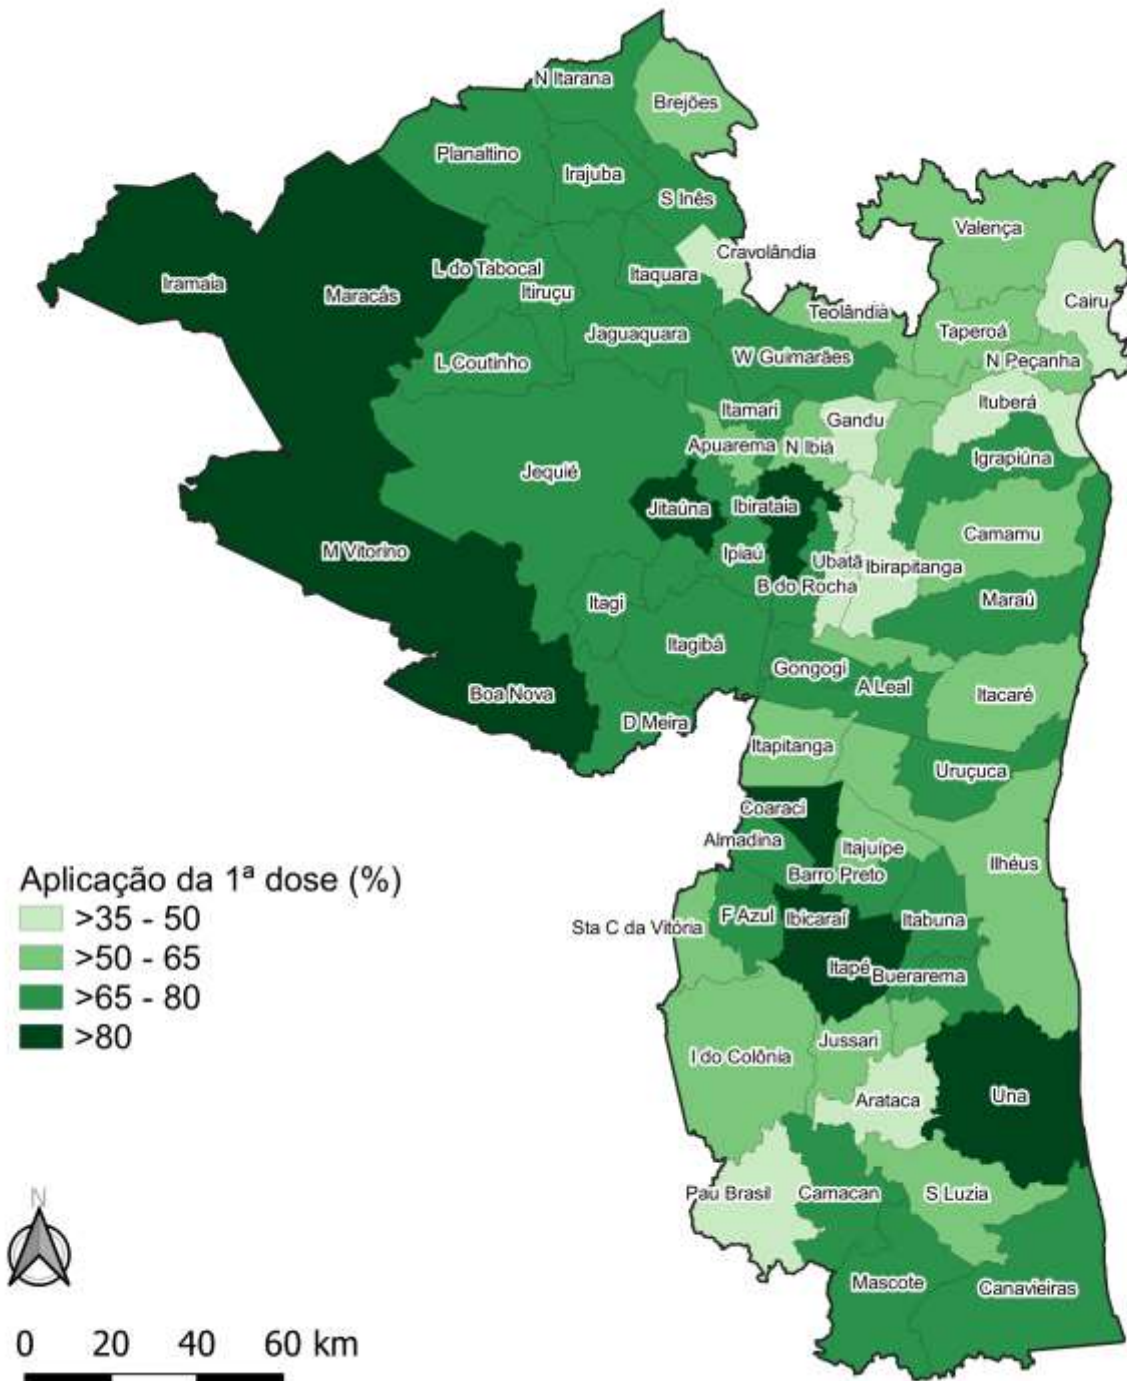 N Itarana
Brejões
Planaltino
Irajuba
S Inês
Valença
Cravolândia
L do Tabocal
Itaquara
Iramaia
Maracás
Itiruçu
Cairu
Teolândia
Taperoá
Jaguaquara
W Guimarães
N Peçanha
L Coutinho
Ituberá
Itamari
Gandu
Apuarema
N Ibiá
Igrapiúna
Jequié
Jitaúna
Ibirataia
Camamu
M Vitorino
Ipiaú
Ubatã
Ibirapitanga
B do Rocha
Itagi
Maraú
Itagibá
Gongogi
A Leal
Itacaré
Boa Nova
D Meira
Itapitanga
Uruçuca
Coaraci
Almadina
Itajuípe
Ilhéus
Barro Preto
Aplicação da 1ª dose (%)
>35 - 50
>50 - 65
>65 - 80
>80
F Azul
Ibicaraí
Itabuna
Sta C da Vitória
Itapé
Buerarema
Jussari
I do Colônia
Arataca
Una
Pau Brasil
Camacan
S Luzia
N
Mascote
Canavieiras
0 20 40 60 km